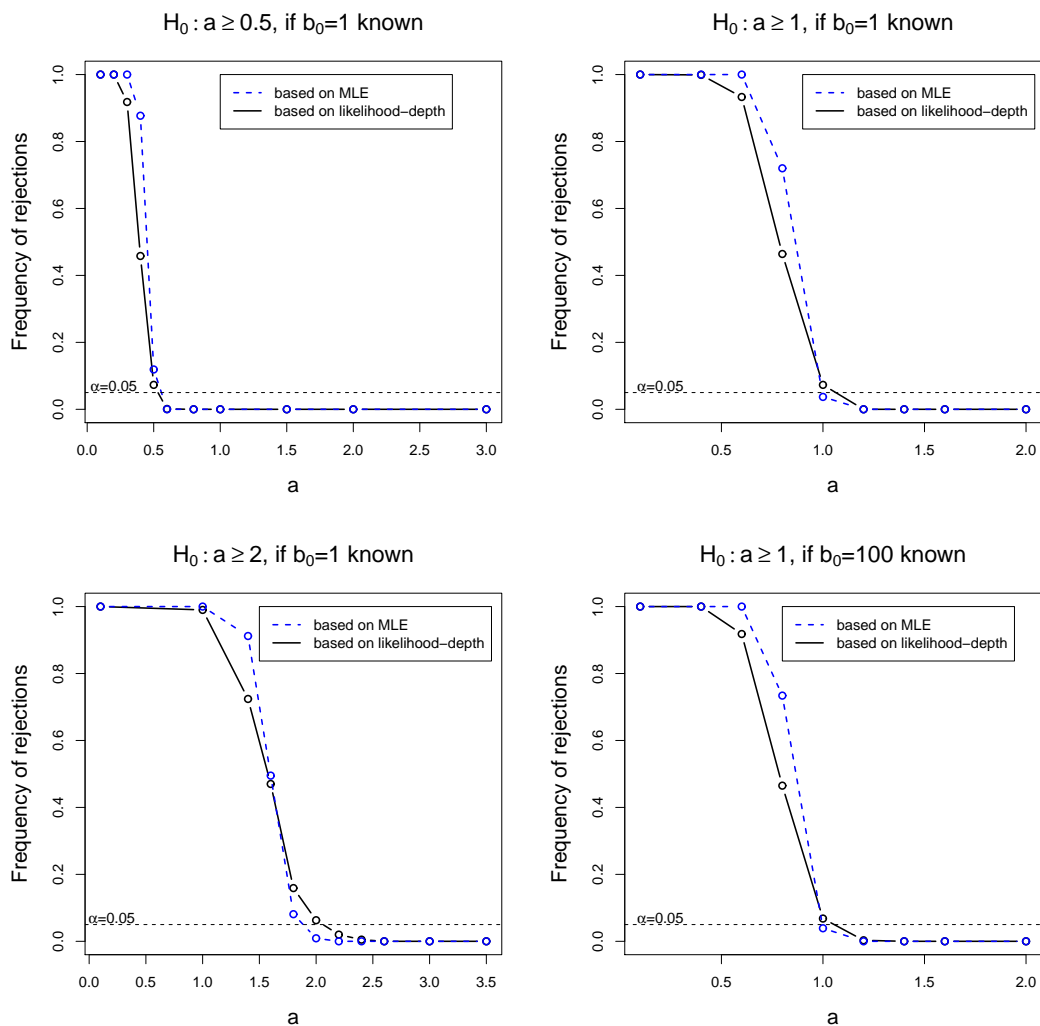 H₀ : a ≥ 0.5, if b₀=1 known
Frequency of rejections
0.0 0.2 0.4 0.6 0.8 1.0
based on MLE
based on likelihood−depth
α=0.05
0.0 0.5 1.0 1.5 2.0 2.5 3.0
a
H₀ : a ≥ 1, if b₀=1 known
Frequency of rejections
0.0 0.2 0.4 0.6 0.8 1.0
based on MLE
based on likelihood−depth
α=0.05
0.5 1.0 1.5 2.0
a
H₀ : a ≥ 2, if b₀=1 known
Frequency of rejections
0.0 0.2 0.4 0.6 0.8 1.0
based on MLE
based on likelihood−depth
α=0.05
0.0 0.5 1.0 1.5 2.0 2.5 3.0 3.5
a
H₀ : a ≥ 1, if b₀=100 known
Frequency of rejections
0.0 0.2 0.4 0.6 0.8 1.0
based on MLE
based on likelihood−depth
α=0.05
0.5 1.0 1.5 2.0
a